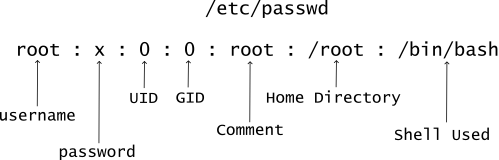 /etc/passwd
root : x : 0 : 0 : root : /root : /bin/bash
UID GID Home Directory
username
Comment
Shell Used
password